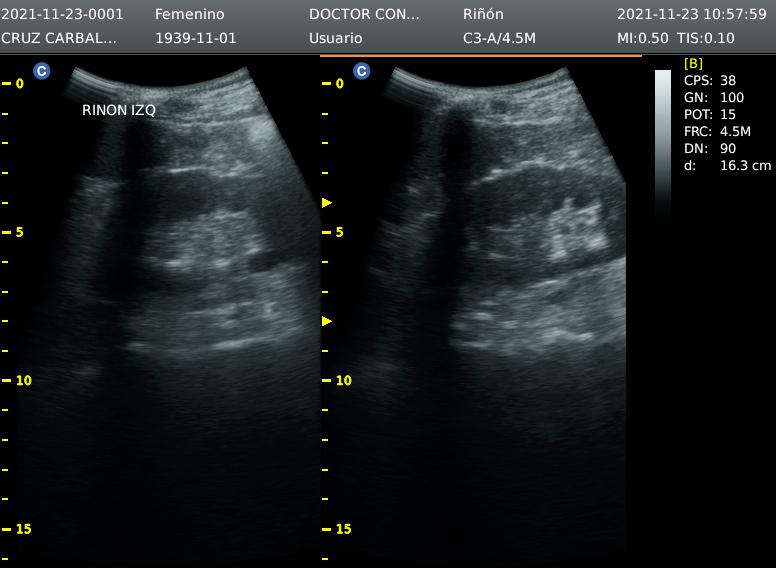 2021-11-23-0001 Femenino DOCTOR CON... Riñón 2021-11-23 10:57:59
CRUZ CARBAL... 1939-11-01 Usuario C3-A/4.5M MI:0.50 TIS:0.10
C
C
RINON IZQ
[B]
CPS: 38
GN: 100
POT: 15
FRC: 4.5M
DN: 90
d: 16.3 cm
0
0
5
5
10
10
15
15